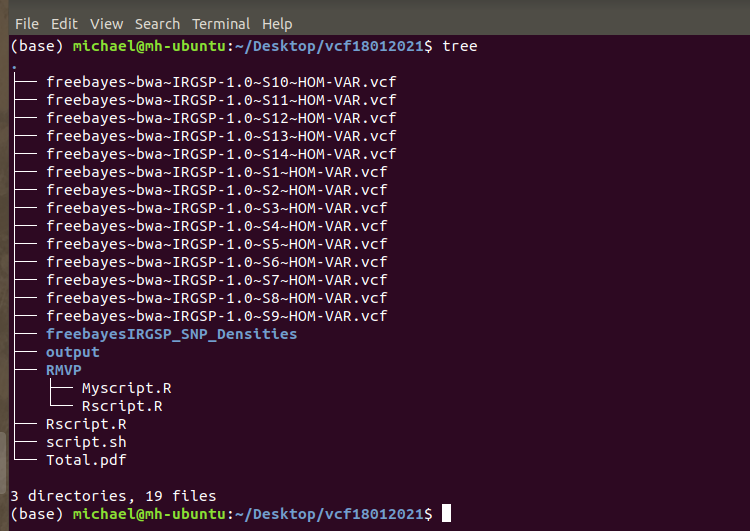 File Edit View Search Terminal Help
(base) michael@mh-ubuntu:~/Desktop/vcf18012021$ tree
.
├── freebayes~bwa~IRGSP-1.0~S10~HOM-VAR.vcf
├── freebayes~bwa~IRGSP-1.0~S11~HOM-VAR.vcf
├── freebayes~bwa~IRGSP-1.0~S12~HOM-VAR.vcf
├── freebayes~bwa~IRGSP-1.0~S13~HOM-VAR.vcf
├── freebayes~bwa~IRGSP-1.0~S14~HOM-VAR.vcf
├── freebayes~bwa~IRGSP-1.0~S1~HOM-VAR.vcf
├── freebayes~bwa~IRGSP-1.0~S2~HOM-VAR.vcf
├── freebayes~bwa~IRGSP-1.0~S3~HOM-VAR.vcf
├── freebayes~bwa~IRGSP-1.0~S4~HOM-VAR.vcf
├── freebayes~bwa~IRGSP-1.0~S5~HOM-VAR.vcf
├── freebayes~bwa~IRGSP-1.0~S6~HOM-VAR.vcf
├── freebayes~bwa~IRGSP-1.0~S7~HOM-VAR.vcf
├── freebayes~bwa~IRGSP-1.0~S8~HOM-VAR.vcf
├── freebayes~bwa~IRGSP-1.0~S9~HOM-VAR.vcf
├── freebayesIRGSP_SNP_Densities
├── output
├── RMVP
│   ├── Myscript.R
│   └── Rscript.R
├── Rscript.R
├── script.sh
└── Total.pdf
3 directories, 19 files
(base) michael@mh-ubuntu:~/Desktop/vcf18012021$